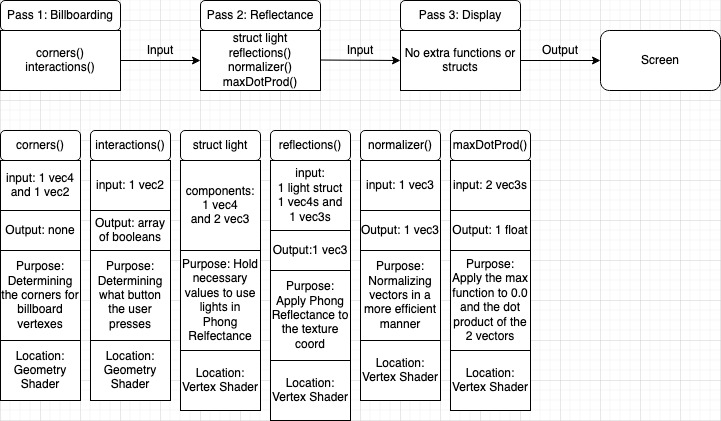 Pass 1: Billboarding
corners()
interactions()
Input
Pass 2: Reflectance
struct light
reflections()
normalizer()
maxDotProd()
Input
Pass 3: Display
No extra functions or
structs
Output
Screen
corners()
input: 1 vec4
and 1 vec2
Output: none
Purpose:
Determining
the corners for
billboard
vertexes
Location:
Geometry
Shader
interactions()
input: 1 vec2
Output: array
of booleans
Purpose:
Determining
what button
the user
presses
Location:
Geometry
Shader
struct light
components:
1 vec4
and 2 vec3
Purpose: Hold
necessary
values to use
lights in
Phong
Relfectance
Location:
Vertex Shader
reflections()
input:
1 light struct
1 vec4s and
1 vec3s
Output:1 vec3
Purpose:
Apply Phong
Reflectance to
the texture
coord
Location:
Vertex Shader
normalizer()
input: 1 vec3
Output: 1 vec3
Purpose:
Normalizing
vectors in a
more efficient
manner
Location:
Vertex Shader
maxDotProd()
input: 2 vec3s
Output: 1 float
Purpose:
Apply the max
function to 0.0
and the dot
product of the
2 vectors
Location:
Vertex Shader